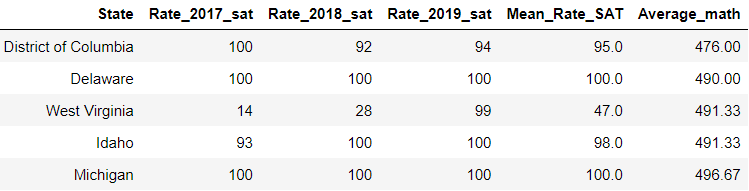 State Rate_2017_sat Rate_2018_sat Rate_2019_sat Mean_Rate_SAT Average_math
District of Columbia 100 92 94 95.0 476.00
Delaware 100 100 100 100.0 490.00
West Virginia 14 28 99 47.0 491.33
Idaho 93 100 100 98.0 491.33
Michigan 100 100 100 100.0 496.67